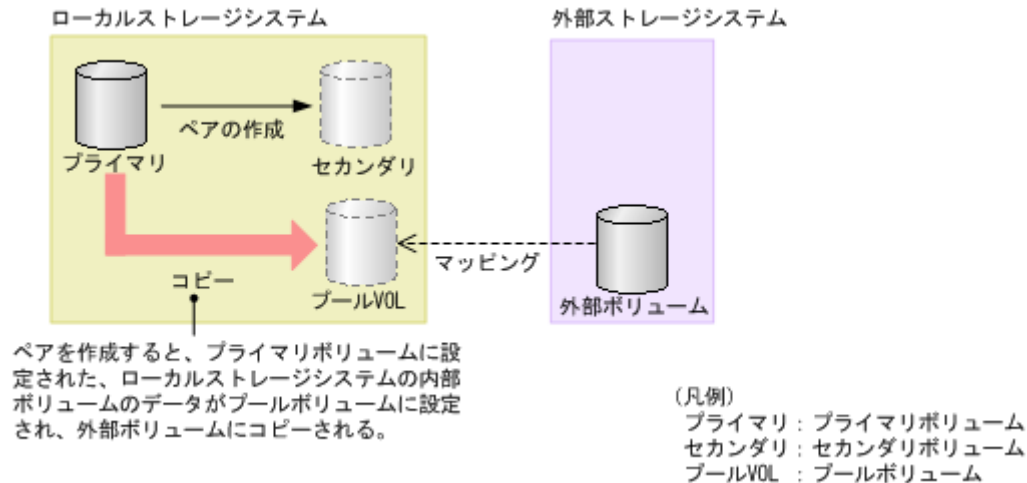 ローカルストレージシステム
外部ストレージシステム
ペアの作成
プライマリ
セカンダリ
コピー
プールVOL
マッピング
外部ボリューム
ペアを作成すると、プライマリボリュームに設
定された、ローカルストレージシステムの内部
ボリュームのデータがプールボリュームに設定
され、外部ボリュームにコピーされる。
(凡例)
プライマリ：プライマリボリューム
セカンダリ：セカンダリボリューム
プールVOL ：プールボリューム